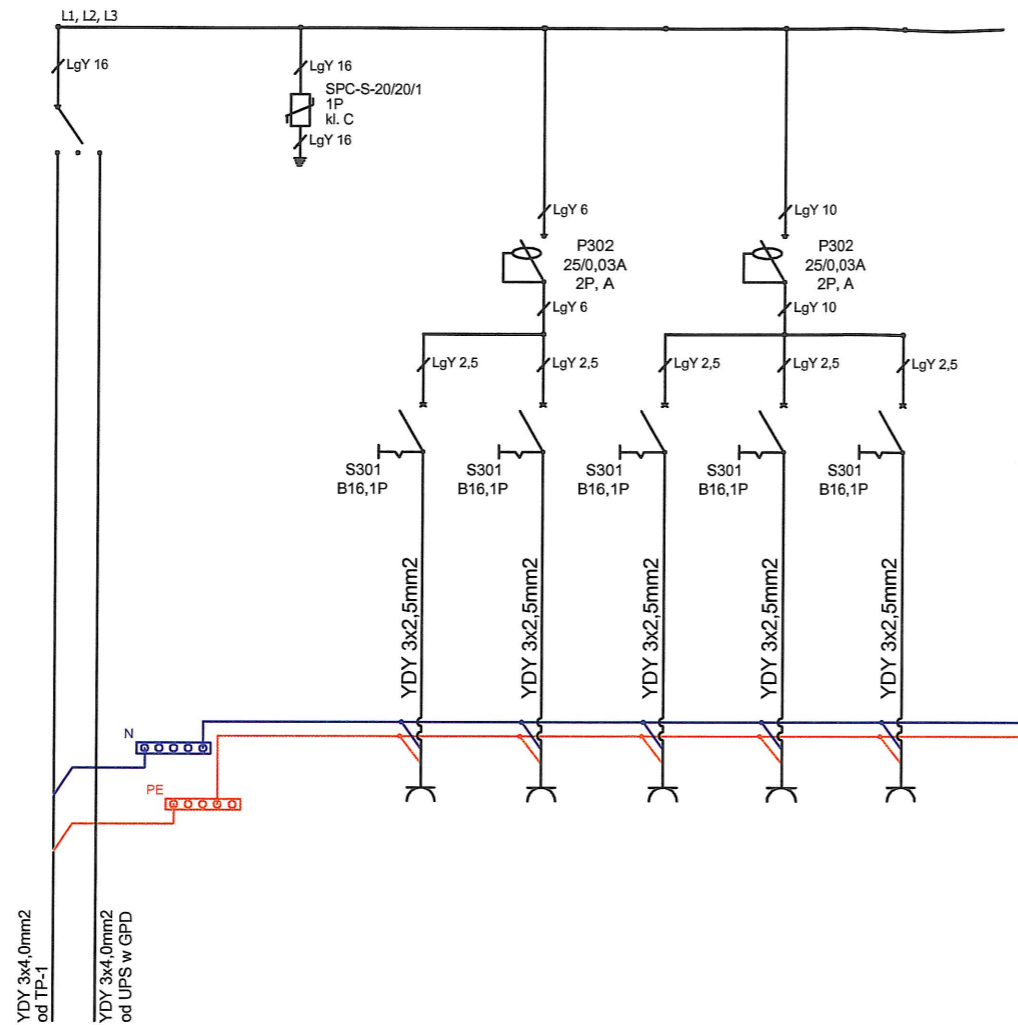 L1, L2, L3
LgY 16
LgY 16
SPC-S-20/20/1
1P
kl. C
LgY 16
LgY 6
LgY 10
P302
25/0,03A
2P, A
P302
25/0,03A
2P, A
LgY 6
LgY 10
LgY 2,5
LgY 2,5
LgY 2,5
LgY 2,5
LgY 2,5
S301
B16,1P
S301
B16,1P
S301
B16,1P
S301
B16,1P
S301
B16,1P
YDY 3x2,5mm2
YDY 3x2,5mm2
YDY 3x2,5mm2
YDY 3x2,5mm2
YDY 3x2,5mm2
N
PE
YDY 3x4,0mm2
od TP-1
YDY 3x4,0mm2
od UPS w GPD